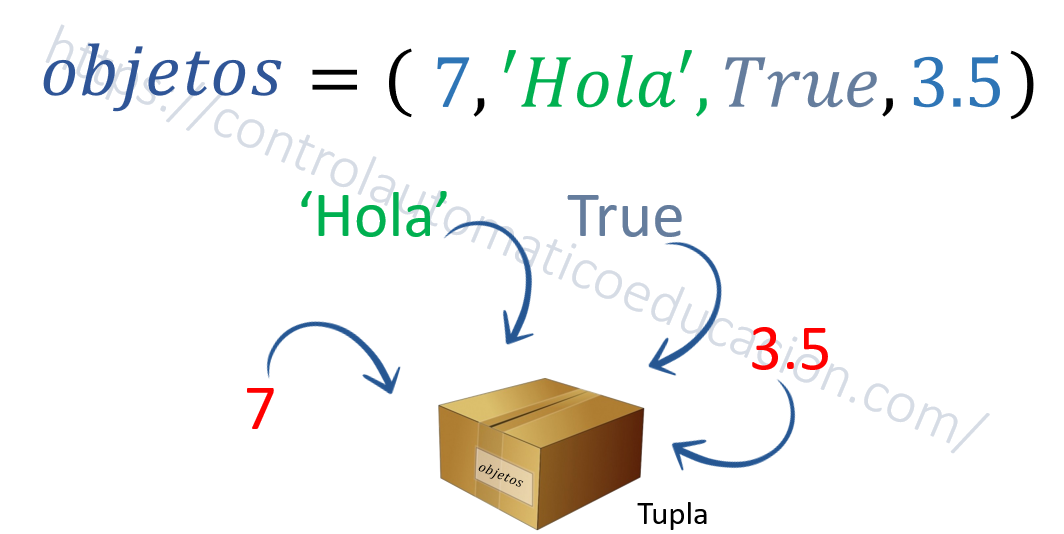 objetos = ( 7, 'Hola', True, 3.5)
https://controlautomaticoeducacion.com/
‘Hola’ True
3.5
7
objetos
Tupla